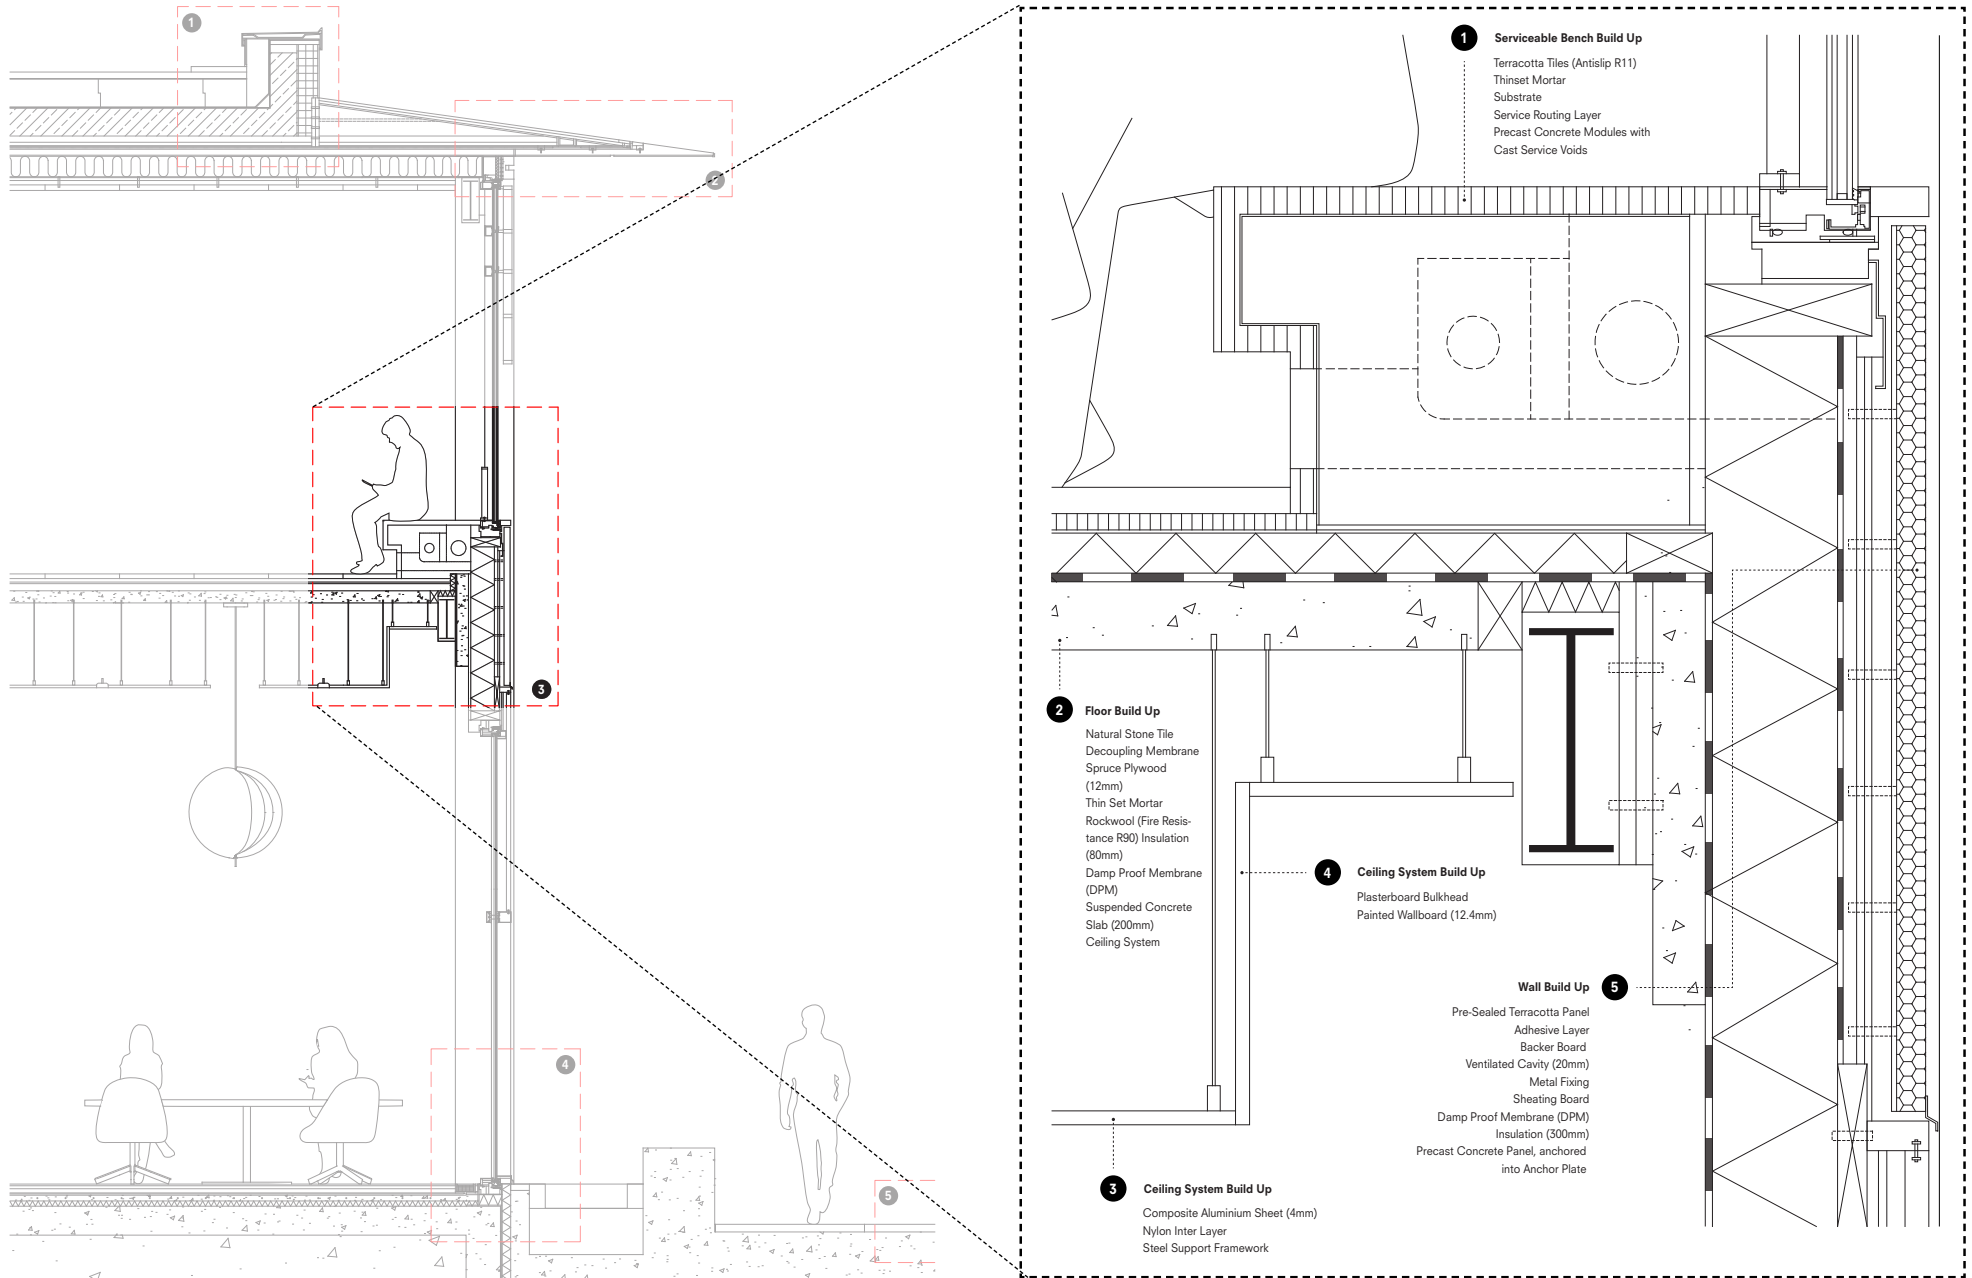 1
2
3
4
5
1 Serviceable Bench Build Up
Terracotta Tiles (Antislip R11)
Thinset Mortar
Substrate
Service Routing Layer
Precast Concrete Modules with
Cast Service Voids
2 Floor Build Up
Natural Stone Tile
Decoupling Membrane
Spruce Plywood
(12mm)
Thin Set Mortar
Rockwool (Fire Resis-
tance R90) Insulation
(80mm)
Damp Proof Membrane
(DPM)
Suspended Concrete
Slab (200mm)
Ceiling System
4 Ceiling System Build Up
Plasterboard Bulkhead
Painted Wallboard (12.4mm)
Wall Build Up 5
Pre-Sealed Terracotta Panel
Adhesive Layer
Backer Board
Ventilated Cavity (20mm)
Metal Fixing
Sheating Board
Damp Proof Membrane (DPM)
Insulation (300mm)
Precast Concrete Panel, anchored
into Anchor Plate
3 Ceiling System Build Up
Composite Aluminium Sheet (4mm)
Nylon Inter Layer
Steel Support Framework